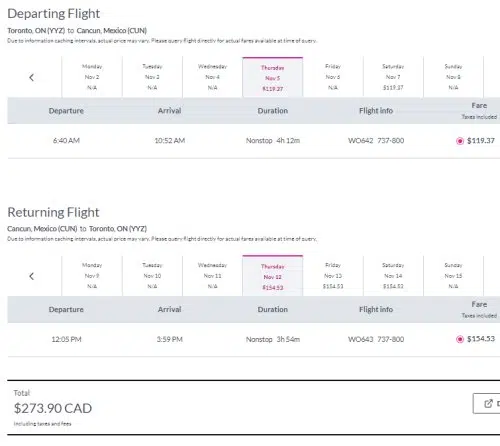 Departing Flight
Toronto, ON (YYZ) to Cancun, Mexico (CUN)
Due to information caching intervals, actual price may vary. Please query flight directly for actual fares available at time of query.
Monday Tuesday Wednesday Thursday Friday Saturday Sunday
Nov 2 Nov 3 Nov 4 Nov 5 Nov 6 Nov 7 Nov 8
N/A N/A N/A $119.37 N/A $119.37 N/A
Departure Arrival Duration Flight info Fare
Taxes included
6:40 AM 10:52 AM Nonstop 4h 12m WO642 737-800 $119.37
Returning Flight
Cancun, Mexico (CUN) to Toronto, ON (YYZ)
Due to information caching intervals, actual price may vary. Please query flight directly for actual fares available at time of query.
Monday Tuesday Wednesday Thursday Friday Saturday Sunday
Nov 9 Nov 10 Nov 11 Nov 12 Nov 13 Nov 14 Nov 15
N/A N/A N/A $154.53 $154.53 $154.53 N/A
Departure Arrival Duration Flight info Fare
Taxes included
12:05 PM 3:59 PM Nonstop 3h 54m WO643 737-800 $154.53
Total
$273.90 CAD
Including taxes and fees